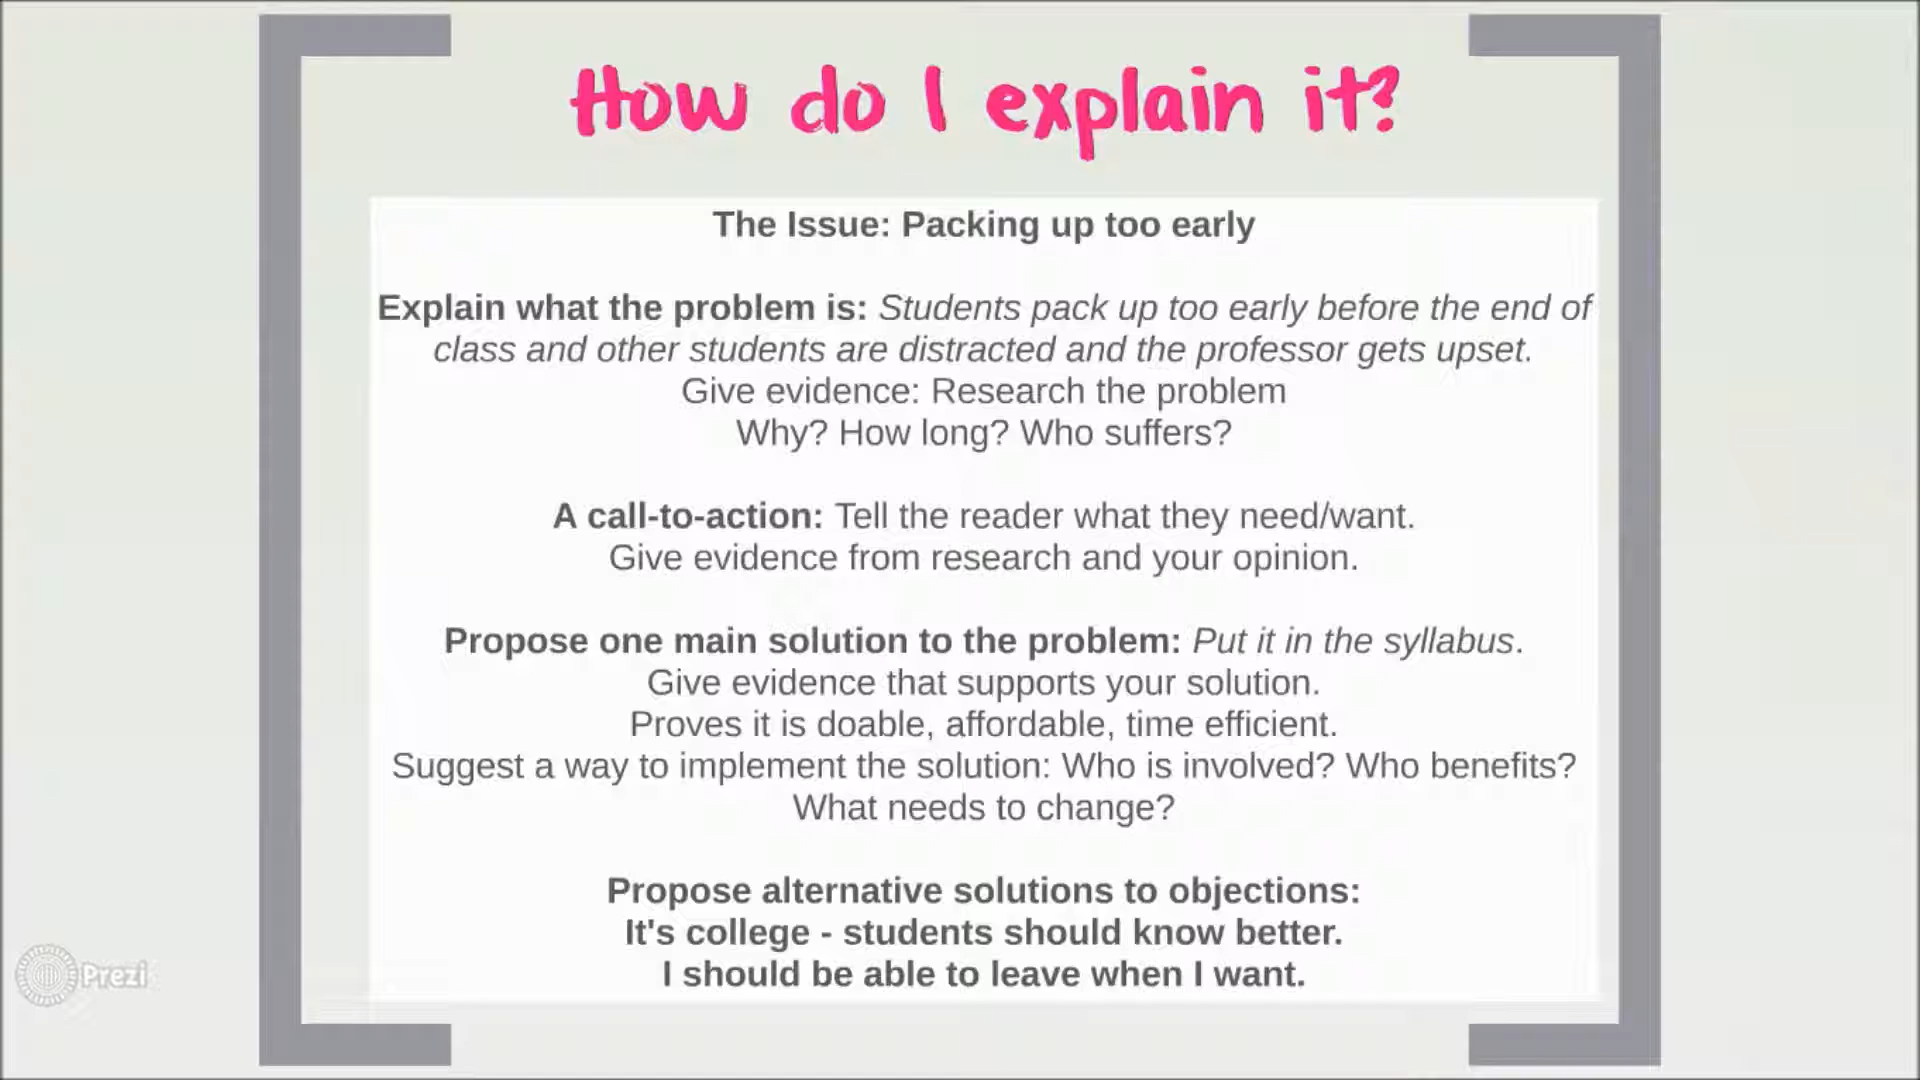 How do I explain it?
The Issue: Packing up too early
Explain what the problem is: Students pack up too early before the end of
class and other students are distracted and the professor gets upset.
Give evidence: Research the problem
Why? How long? Who suffers?
A call-to-action: Tell the reader what they need/want.
Give evidence from research and your opinion.
Propose one main solution to the problem: Put it in the syllabus.
Give evidence that supports your solution.
Proves it is doable, affordable, time efficient.
Suggest a way to implement the solution: Who is involved? Who benefits?
What needs to change?
Propose alternative solutions to objections:
It's college - students should know better.
I should be able to leave when I want.
Prezi